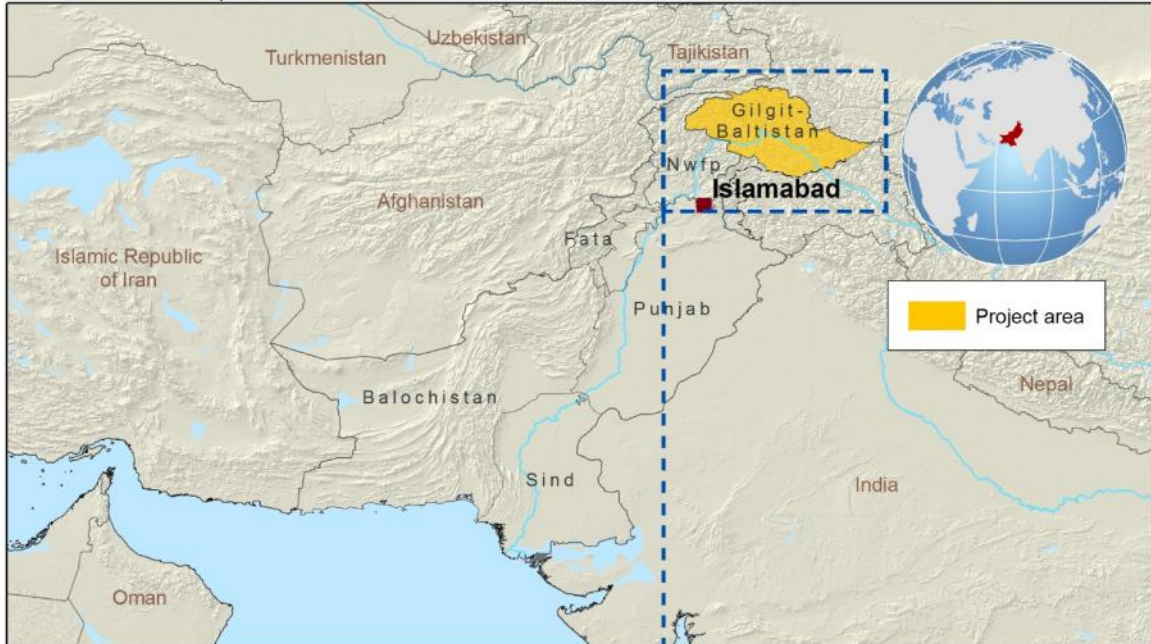 Uzbekistan
Turkmenistan
Tajikistan
Gilgit-
Baltistan
Nwfp
Islamabad
Afghanistan
Fata
Islamic Republic
of Iran
Punjab
Project area
Nepal
Balochistan
Sind
India
Oman